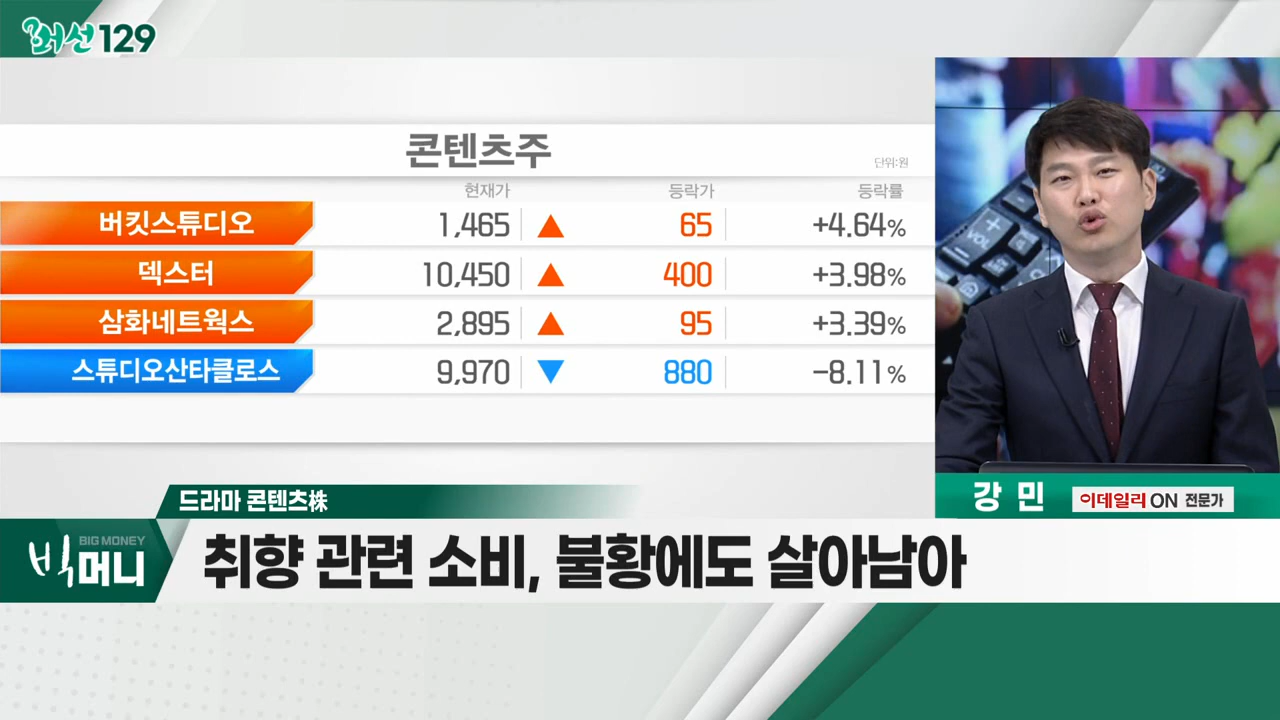 머선129
콘텐츠주
단위:원
현재가 등락가 등락률
버킷스튜디오 1,465 ▲ 65 +4.64%
덱스터 10,450 ▲ 400 +3.98%
삼화네트웍스 2,895 ▲ 95 +3.39%
스튜디오산타클로스 9,970 ▼ 880 -8.11%
VOL
강 민 이데일리ON 전문가
드라마 콘텐츠株
BIG MONEY
빅머니
취향 관련 소비, 불황에도 살아남아